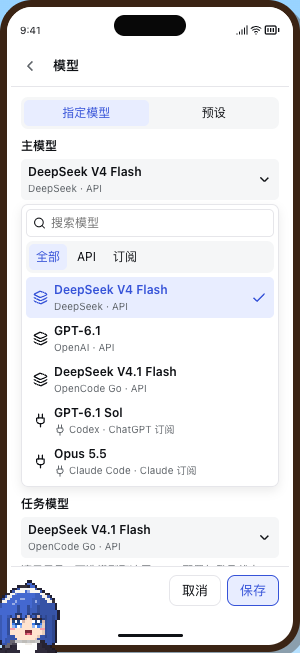 9:41
模型
指定模型
预设
主模型
DeepSeek V4 Flash
DeepSeek · API
搜索模型
全部 API 订阅
DeepSeek V4 Flash
DeepSeek · API
GPT-6.1
OpenAI · API
DeepSeek V4.1 Flash
OpenCode Go · API
GPT-6.1 Sol
Codex · ChatGPT 订阅
Opus 5.5
Claude Code · Claude 订阅
任务模型
DeepSeek V4.1 Flash
OpenCode Go · API
取消
保存